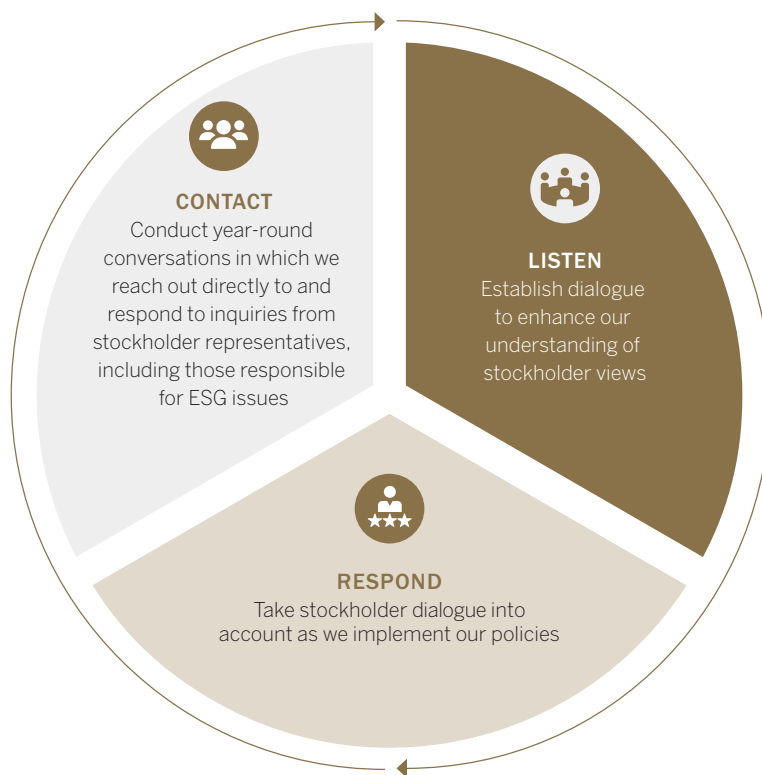 CONTACT
Conduct year-round
conversations in which we
reach out directly to and
respond to inquiries from
stockholder representatives,
including those responsible
for ESG issues
LISTEN
Establish dialogue
to enhance our
understanding of
stockholder views
RESPOND
Take stockholder dialogue into
account as we implement our policies